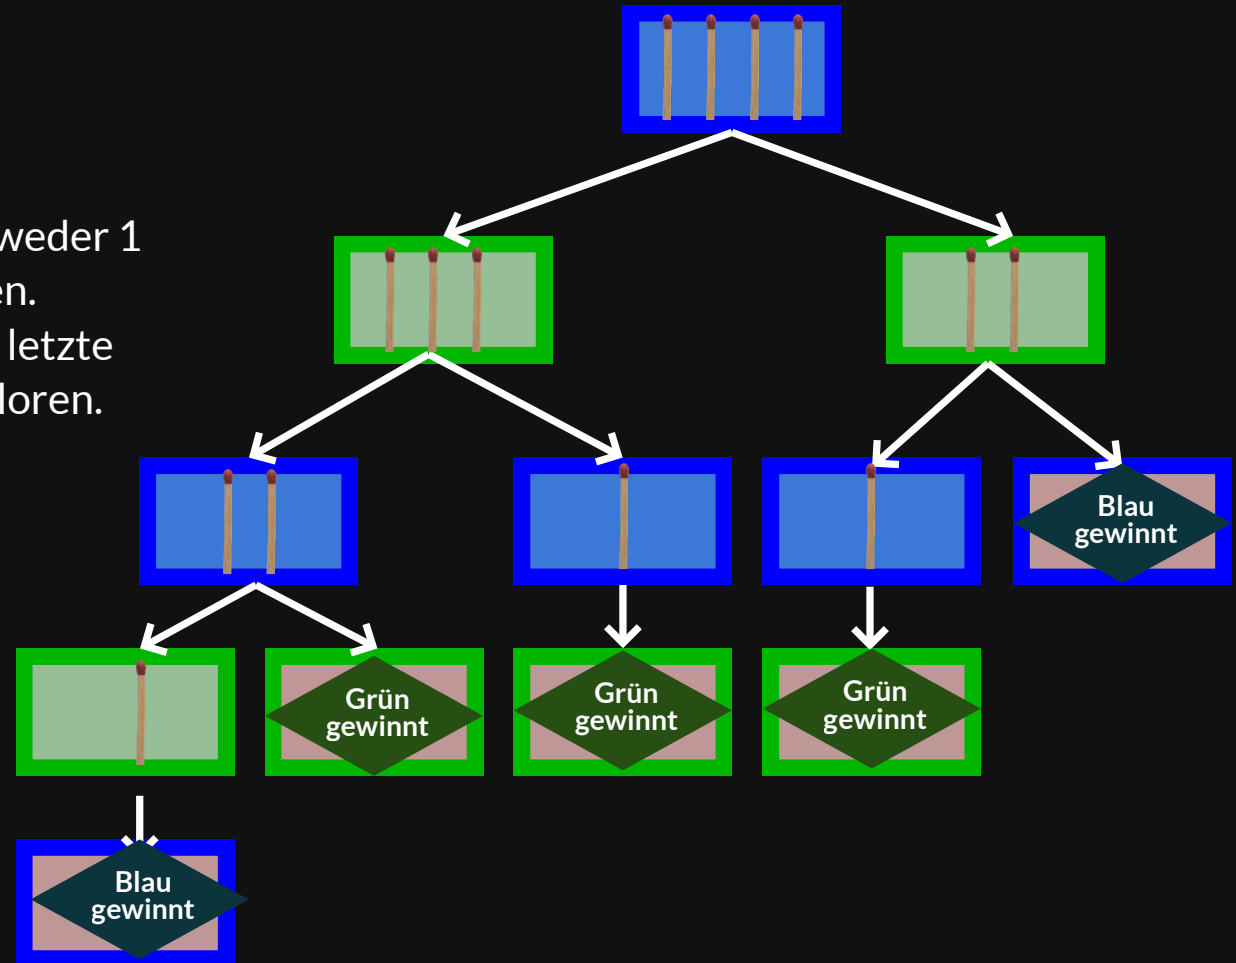 weder 1
en.
letzte
loren.
Blau
gewinnt
Grün
gewinnt
Grün
gewinnt
Grün
gewinnt
Blau
gewinnt